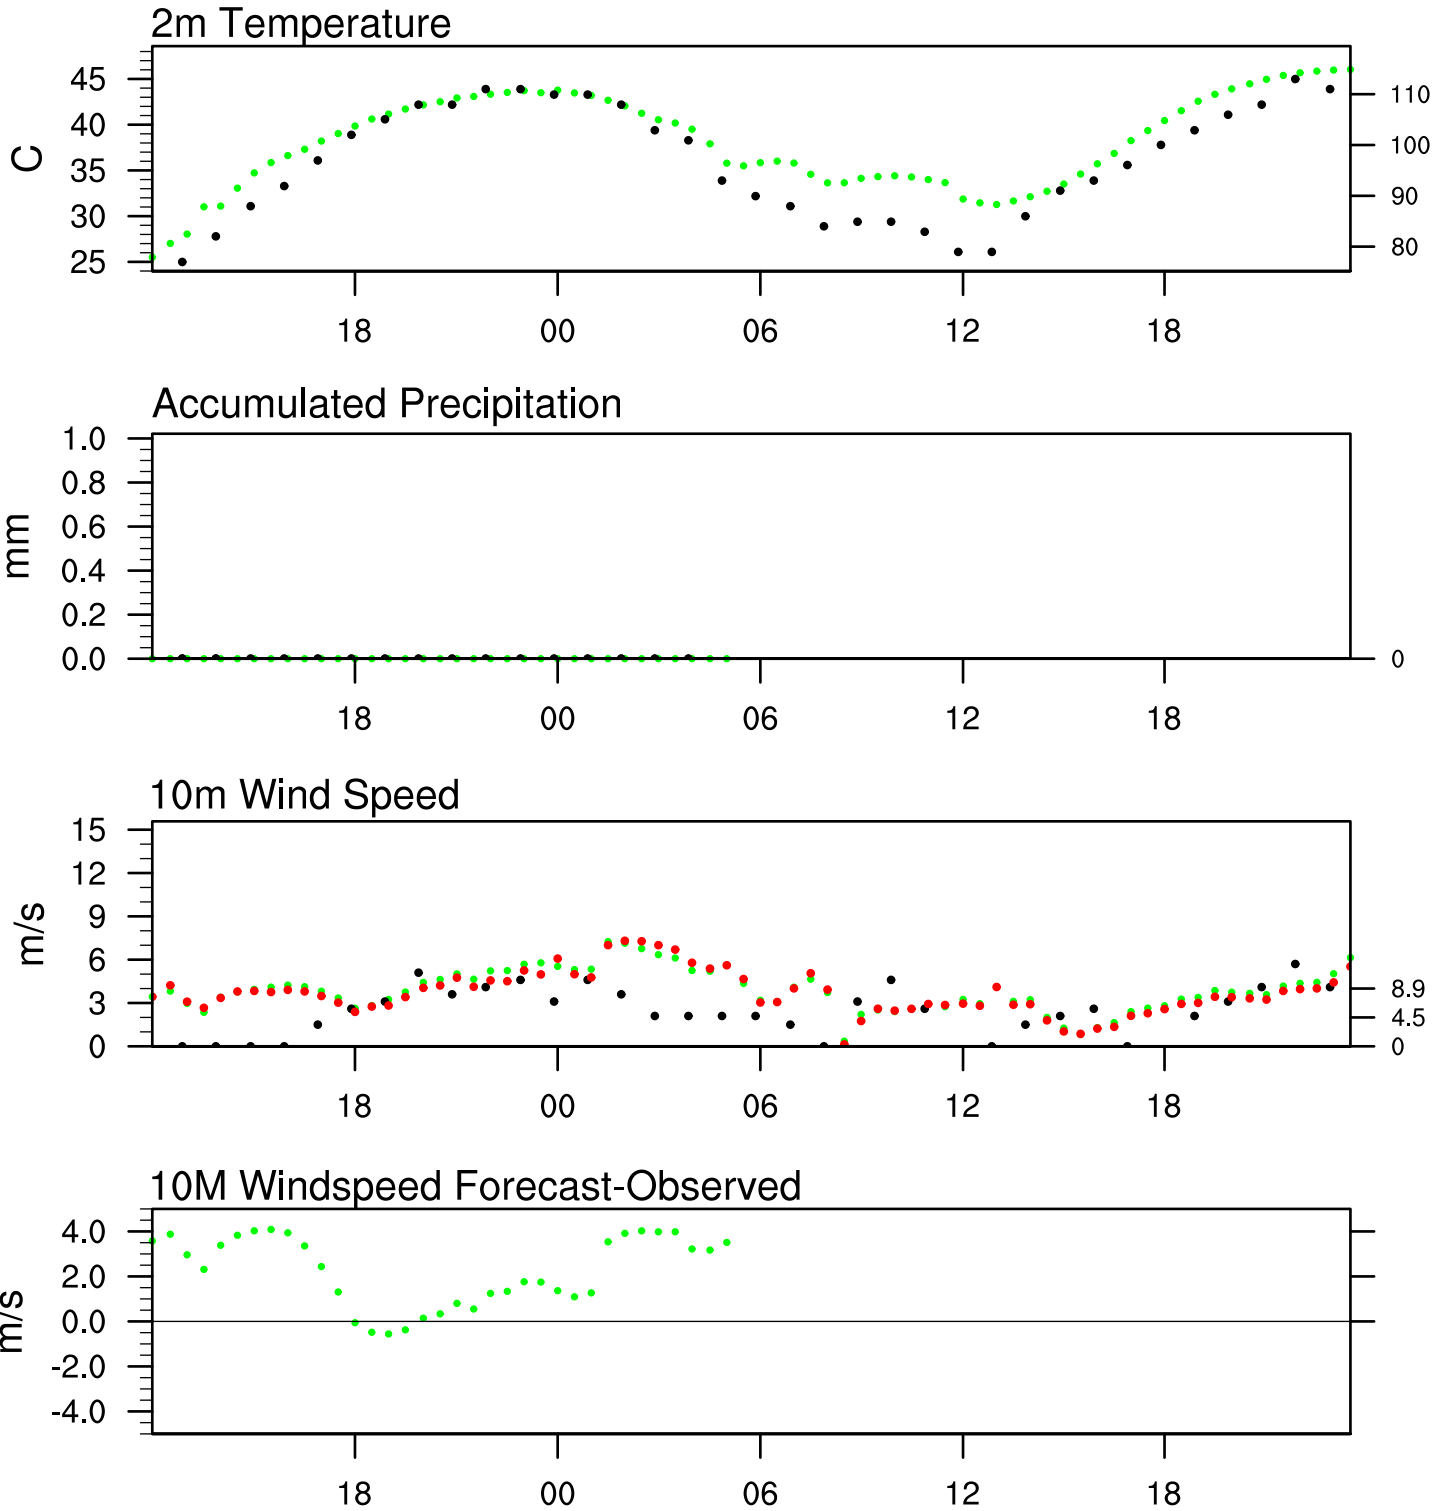 2m Temperature
45
40
35
30
25
C
110
100
90
80
18 00 06 12 18
Accumulated Precipitation
1.0
0.8
0.6
0.4
0.2
0.0
mm
0
18 00 06 12 18
10m Wind Speed
15
12
9
6
3
0
m/s
8.9
4.5
0
18 00 06 12 18
10M Windspeed Forecast-Observed
4.0
2.0
0.0
-2.0
-4.0
m/s
18 00 06 12 18